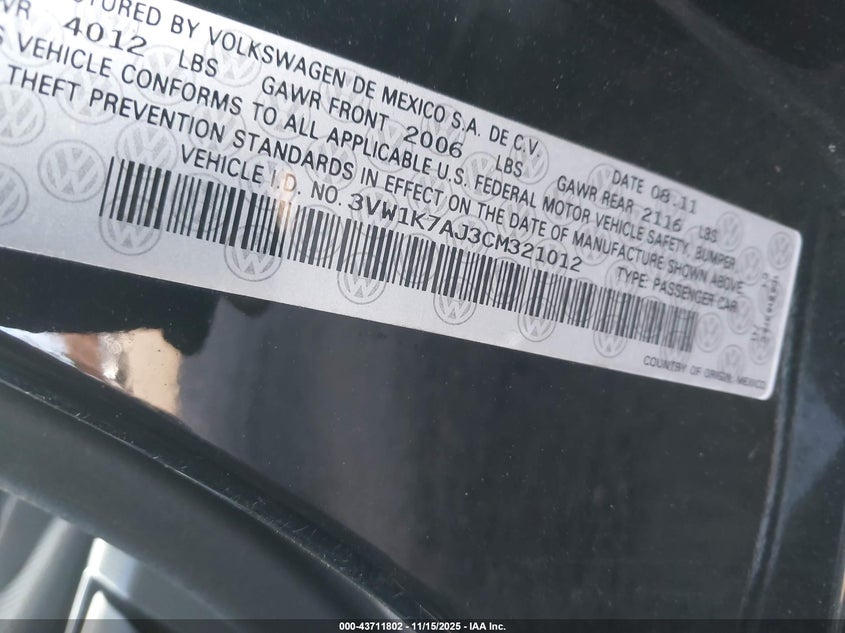 CTURED BY VOLKSWAGEN DE MEXICO S.A. DE C.V DATE 08.11
WR 4012 LBS GAWR FRONT 2006 LBS GAWR REAR 2116 LBS
S VEHICLE CONFORMS TO ALL APPLICABLE U.S. FEDERAL MOTOR VEHICLE SAFETY, BUMPER
THEFT PREVENTION STANDARDS IN EFFECT ON THE DATE OF MANUFACTURE SHOWN ABOVE
VEHICLE I.D. NO. 3VW1K7AJ3CM321012 TYPE: PASSENGER CAR
COUNTRY OF ORIGIN: MEXICO
000-43711802 - 11/15/2025 - IAA Inc.